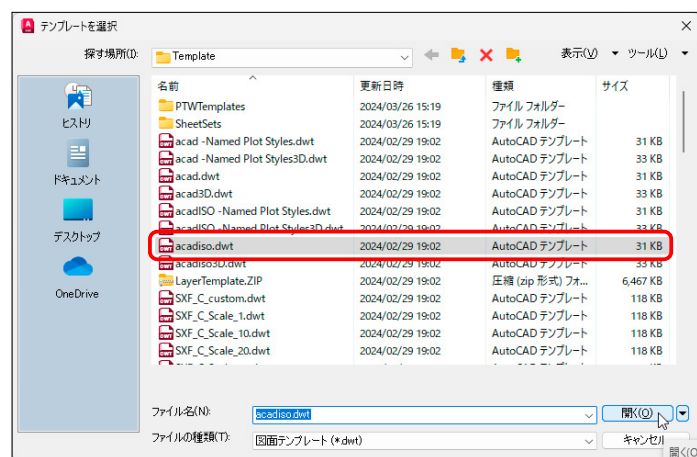 テンプレートを選択
探す場所(I): Template 表示(V) ツール(L)
名前 更新日時 種類 サイズ
PTWTemplates 2024/03/26 15:19 ファイル フォルダー
SheetSets 2024/03/26 15:19 ファイル フォルダー
acad -Named Plot Styles.dwt 2024/02/29 19:02 AutoCAD テンプレート 31 KB
acad -Named Plot Styles3D.dwt 2024/02/29 19:02 AutoCAD テンプレート 33 KB
acad.dwt 2024/02/29 19:02 AutoCAD テンプレート 31 KB
acad3D.dwt 2024/02/29 19:02 AutoCAD テンプレート 33 KB
acadISO -Named Plot Styles.dwt 2024/02/29 19:02 AutoCAD テンプレート 31 KB
acadISO -Named Plot Styles3D.dwt 2024/02/29 19:02 AutoCAD テンプレート 33 KB
acadiso.dwt 2024/02/29 19:02 AutoCAD テンプレート 31 KB
acadiso3D.dwt 2024/02/29 19:02 AutoCAD テンプレート 33 KB
LayerTemplate.ZIP 2024/02/29 19:02 圧縮 (zip 形式) フォ... 6,467 KB
SXF_C_custom.dwt 2024/02/29 19:02 AutoCAD テンプレート 118 KB
SXF_C_Scale_1.dwt 2024/02/29 19:02 AutoCAD テンプレート 118 KB
SXF_C_Scale_10.dwt 2024/02/29 19:02 AutoCAD テンプレート 118 KB
SXF_C_Scale_20.dwt 2024/02/29 19:02 AutoCAD テンプレート 118 KB
ヒストリ
ドキュメント
デスクトップ
OneDrive
ファイル名(N): acadiso.dwt 開く(O)
ファイルの種類(T): 図面テンプレート (*.dwt) キャンセル
開く(O